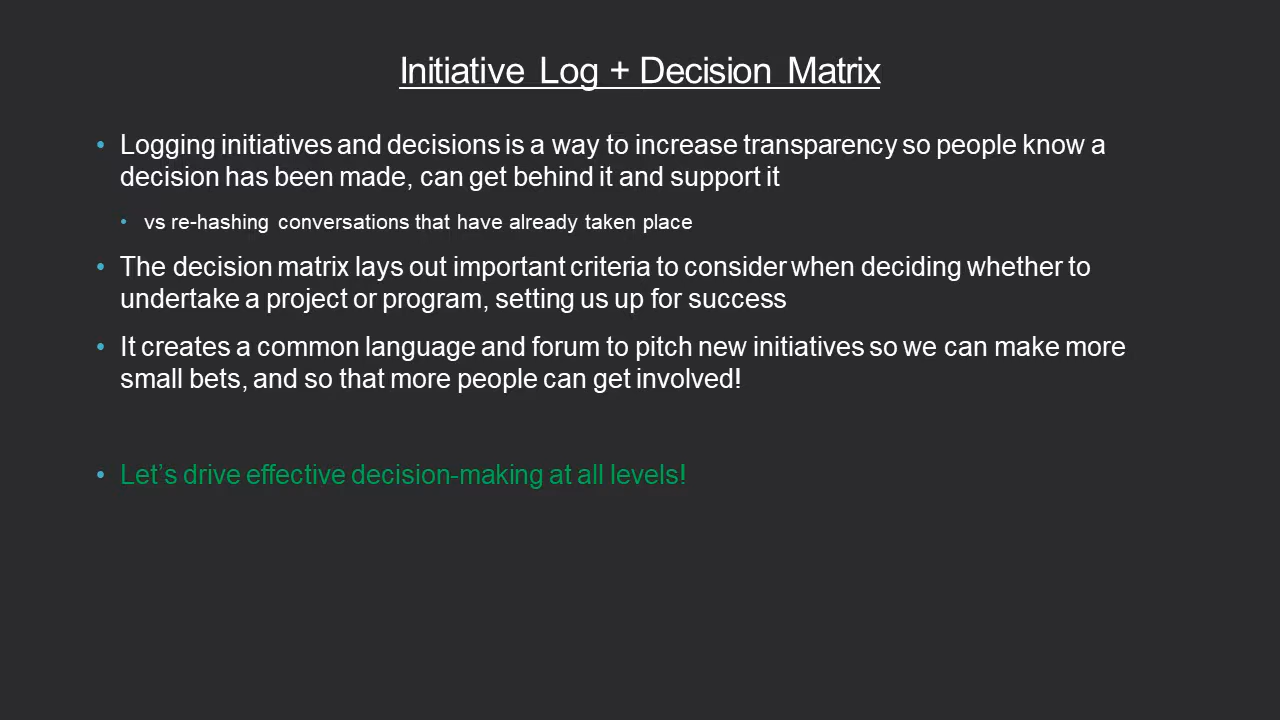 Initiative Log + Decision Matrix
• Logging initiatives and decisions is a way to increase transparency so people know a
decision has been made, can get behind it and support it
• vs re-hashing conversations that have already taken place
• The decision matrix lays out important criteria to consider when deciding whether to
undertake a project or program, setting us up for success
• It creates a common language and forum to pitch new initiatives so we can make more
small bets, and so that more people can get involved!
• Let’s drive effective decision-making at all levels!